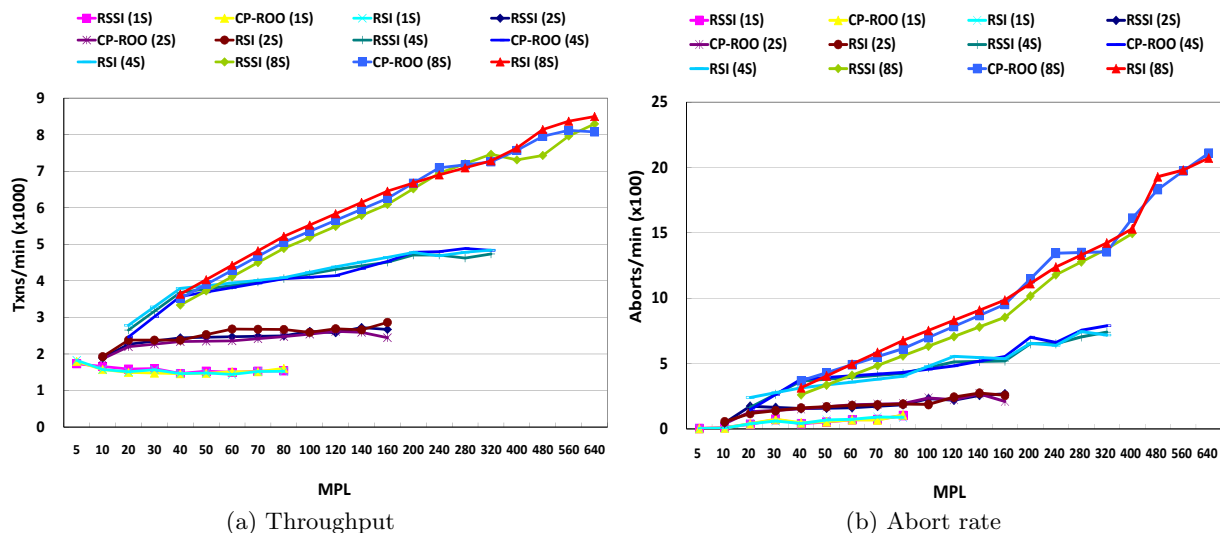 RSSI (1S) CP-ROO (1S) RSI (1S) RSSI (2S)
CP-ROO (2S) RSI (2S) RSSI (4S) CP-ROO (4S)
RSI (4S) RSSI (8S) CP-ROO (8S) RSI (8S)
Txns/min (x1000)
9
8
7
6
5
4
3
2
1
0
5 10 20 30 40 50 60 70 80 100 120 140 160 200 240 280 320 400 480 560 640
MPL
(a) Throughput
RSSI (1S) CP-ROO (1S) RSI (1S) RSSI (2S)
CP-ROO (2S) RSI (2S) RSSI (4S) CP-ROO (4S)
RSI (4S) RSSI (8S) CP-ROO (8S) RSI (8S)
Aborts/min (x100)
25
20
15
10
5
0
5 10 20 30 40 50 60 70 80 100 120 140 160 200 240 280 320 400 480 560 640
MPL
(b) Abort rate